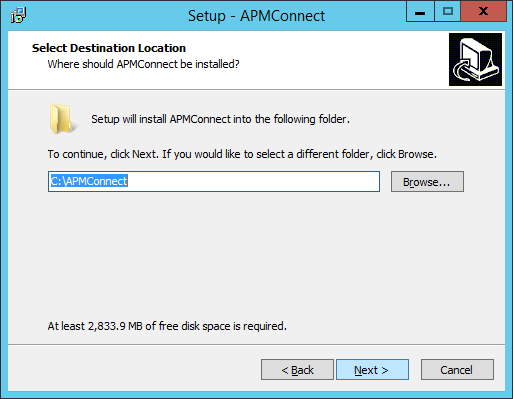 Setup - APMConnect
Select Destination Location
Where should APMConnect be installed?
Setup will install APMConnect into the following folder.
To continue, click Next. If you would like to select a different folder, click Browse.
C:\APMConnect
Browse...
At least 2,833.9 MB of free disk space is required.
< Back
Next >
Cancel